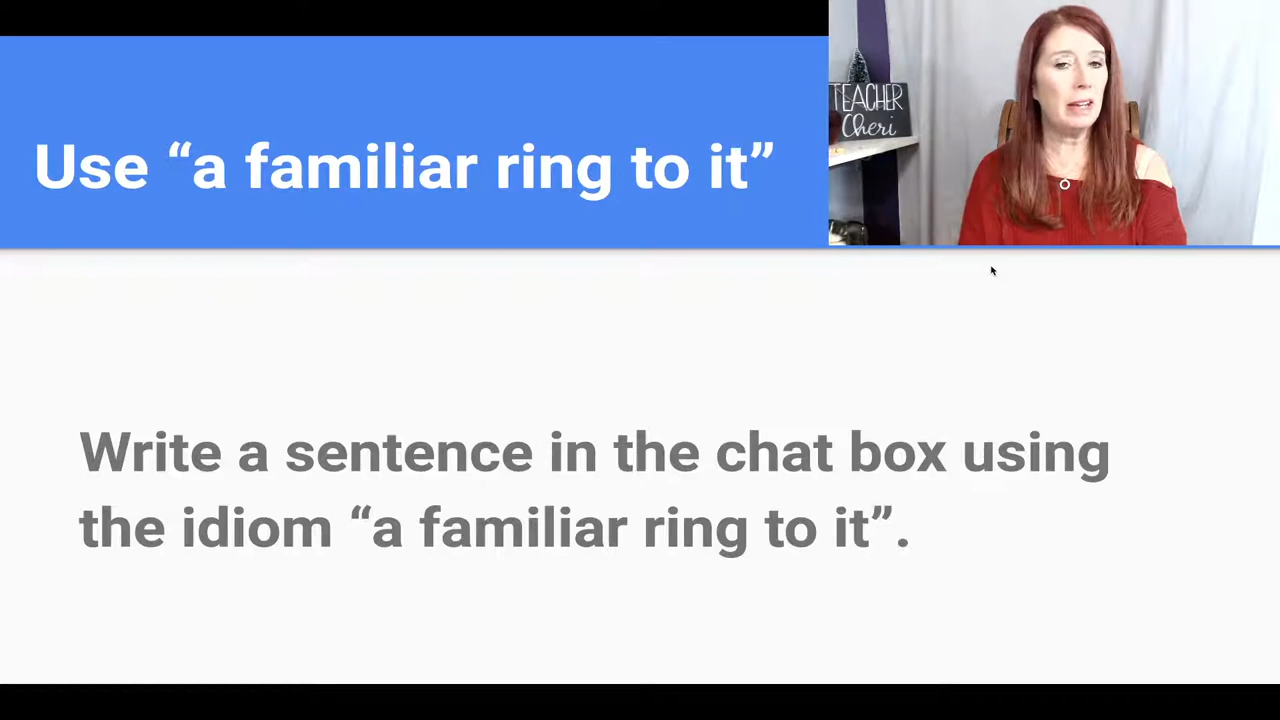 Use “a familiar ring to it”
TEACHER
Cheri
Write a sentence in the chat box using
the idiom “a familiar ring to it”.